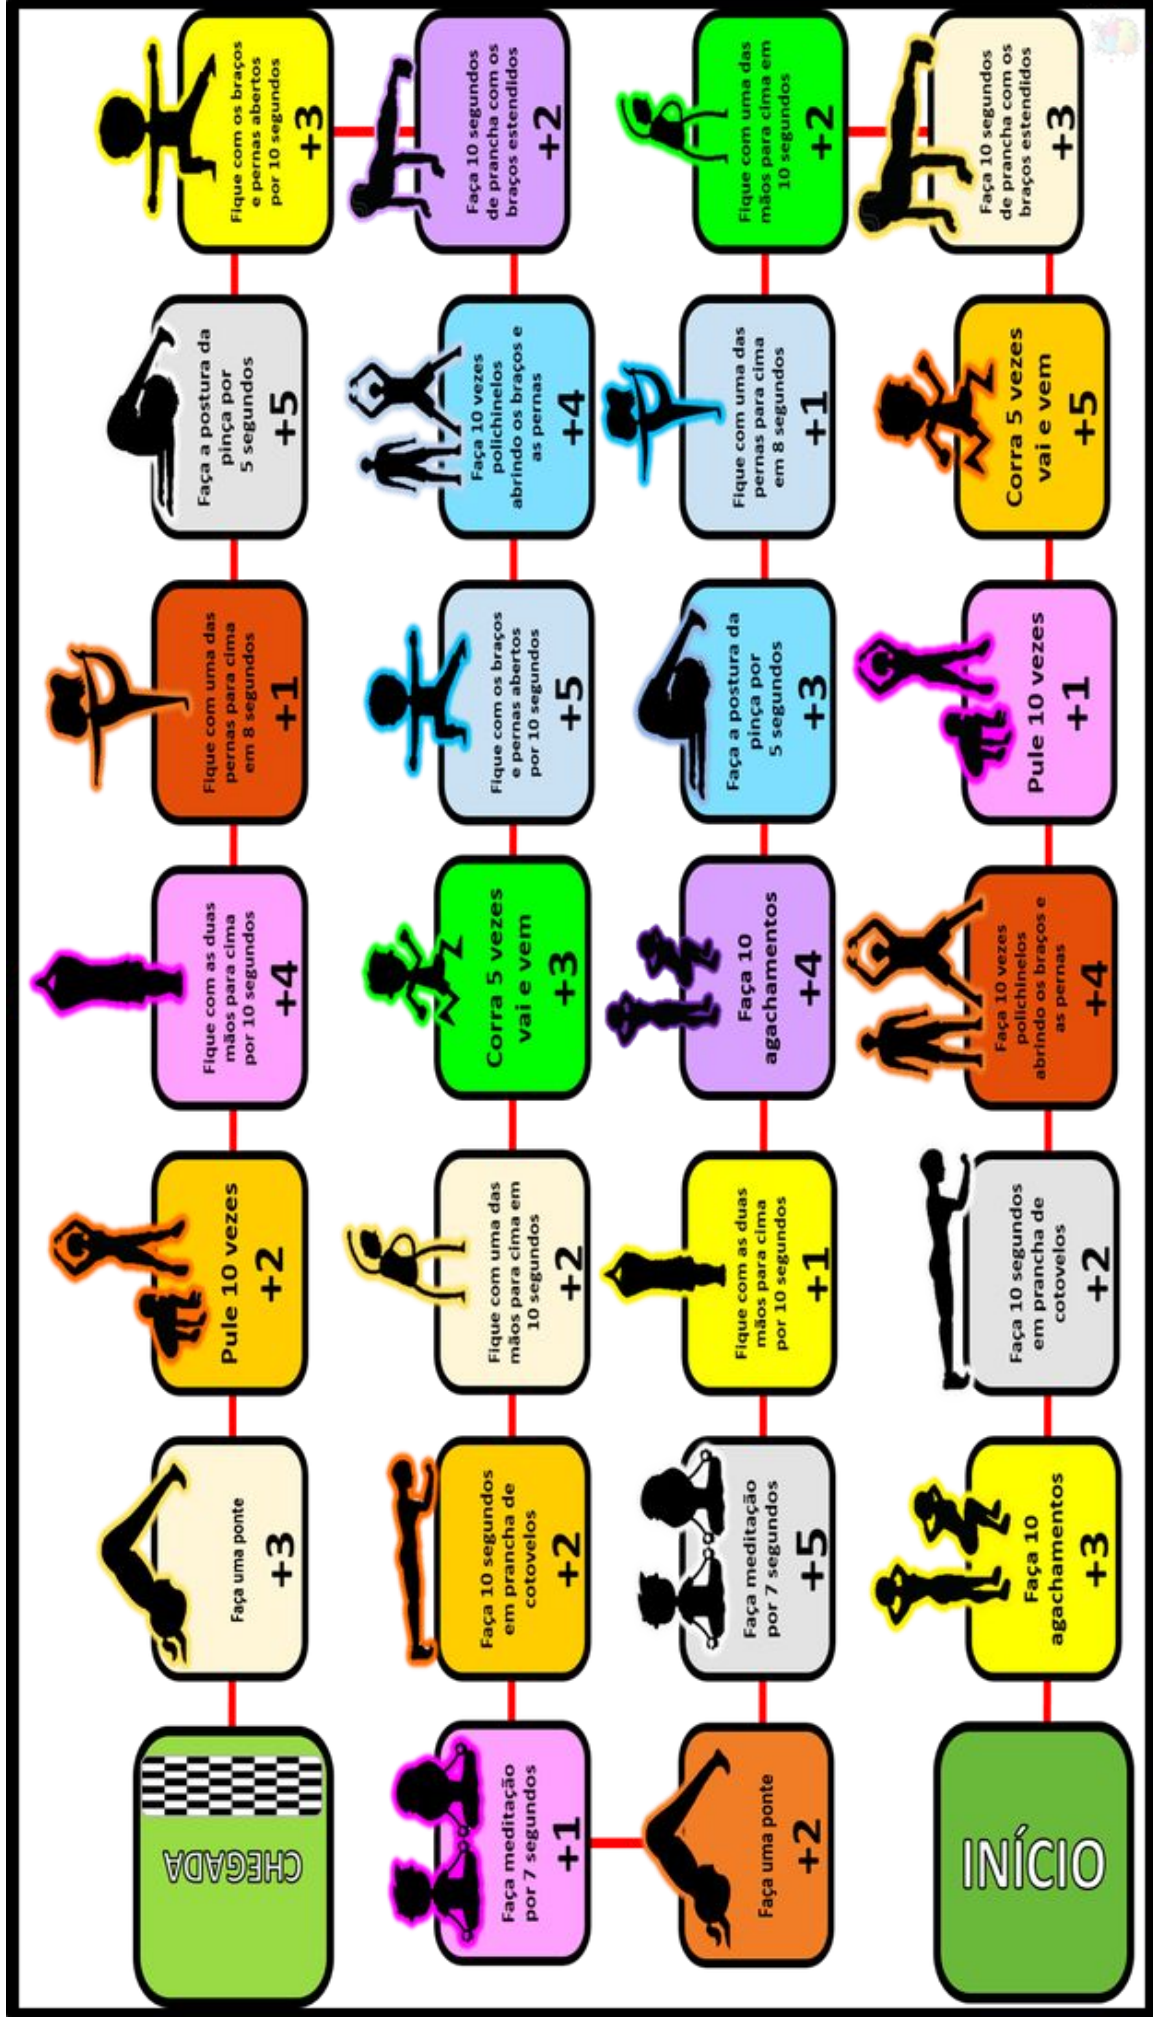 CHEGADA
Faça uma ponte
+3
Pule 10 vezes
+2
Fique com as duas
mãos para cima
por 10 segundos
+4
Fique com uma das
pernas para cima
em 8 segundos
+1
Faça a postura da
pinça por
5 segundos
+5
Fique com os braços
e pernas abertos
por 10 segundos
+3
Faça meditação
por 7 segundos
+1
Faça 10 segundos
em prancha de
cotovelos
+2
Fique com uma das
mãos para cima em
10 segundos
+2
Corra 5 vezes
vai e vem
+3
Fique com os braços
e pernas abertos
por 10 segundos
+5
Faça 10 vezes
polichinelos
abrindo os braços e
as pernas
+4
Faça 10 segundos
de prancha com os
braços estendidos
+2
Faça uma ponte
+2
Faça meditação
por 7 segundos
+5
Fique com as duas
mãos para cima
por 10 segundos
+1
Faça 10
agachamentos
+4
Faça a postura da
pinça por
5 segundos
+3
Fique com uma das
pernas para cima
em 8 segundos
+1
Fique com uma das
mãos para cima em
10 segundos
+2
INÍCIO
Faça 10
agachamentos
+3
Faça 10 segundos
em prancha de
cotovelos
+2
Faça 10 vezes
polichinelos
abrindo os braços e
as pernas
+4
Pule 10 vezes
+1
Corra 5 vezes
vai e vem
+5
Faça 10 segundos
de prancha com os
braços estendidos
+3